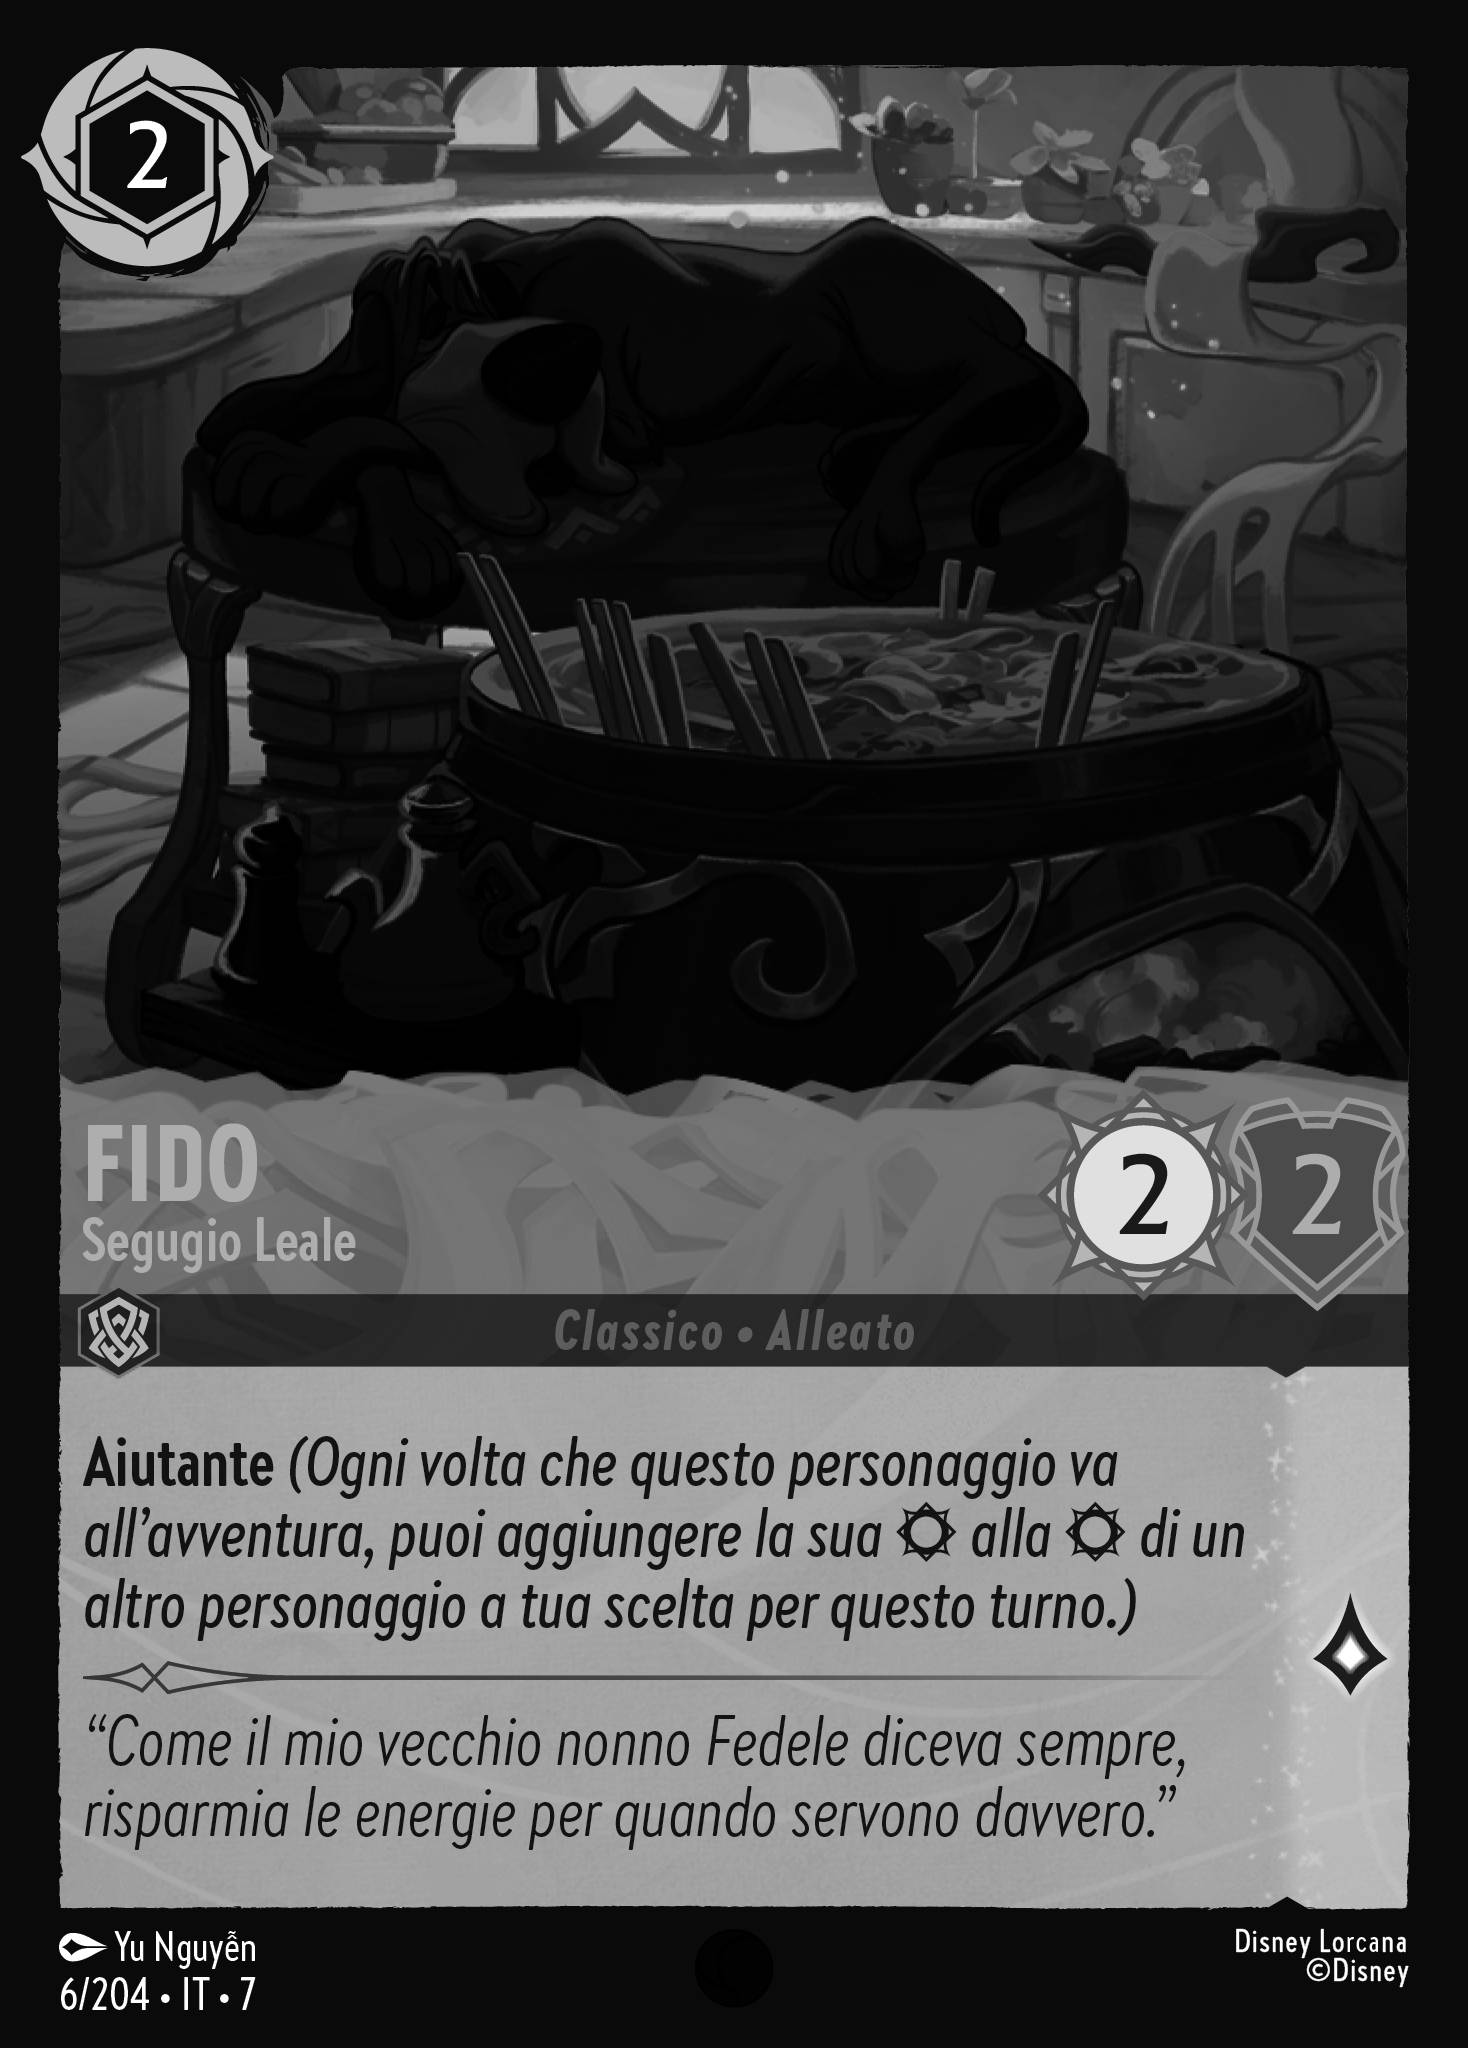 2
FIDO
Segugio Leale
2
2
Classico • Alleato
Aiutante (Ogni volta che questo personaggio va
all’avventura, puoi aggiungere la sua alla di un
altro personaggio a tua scelta per questo turno.)
“Come il mio vecchio nonno Fedele diceva sempre,
risparmia le energie per quando servono davvero.”
Yu Nguyễn
6/204 • IT • 7
Disney Lorcana
©Disney